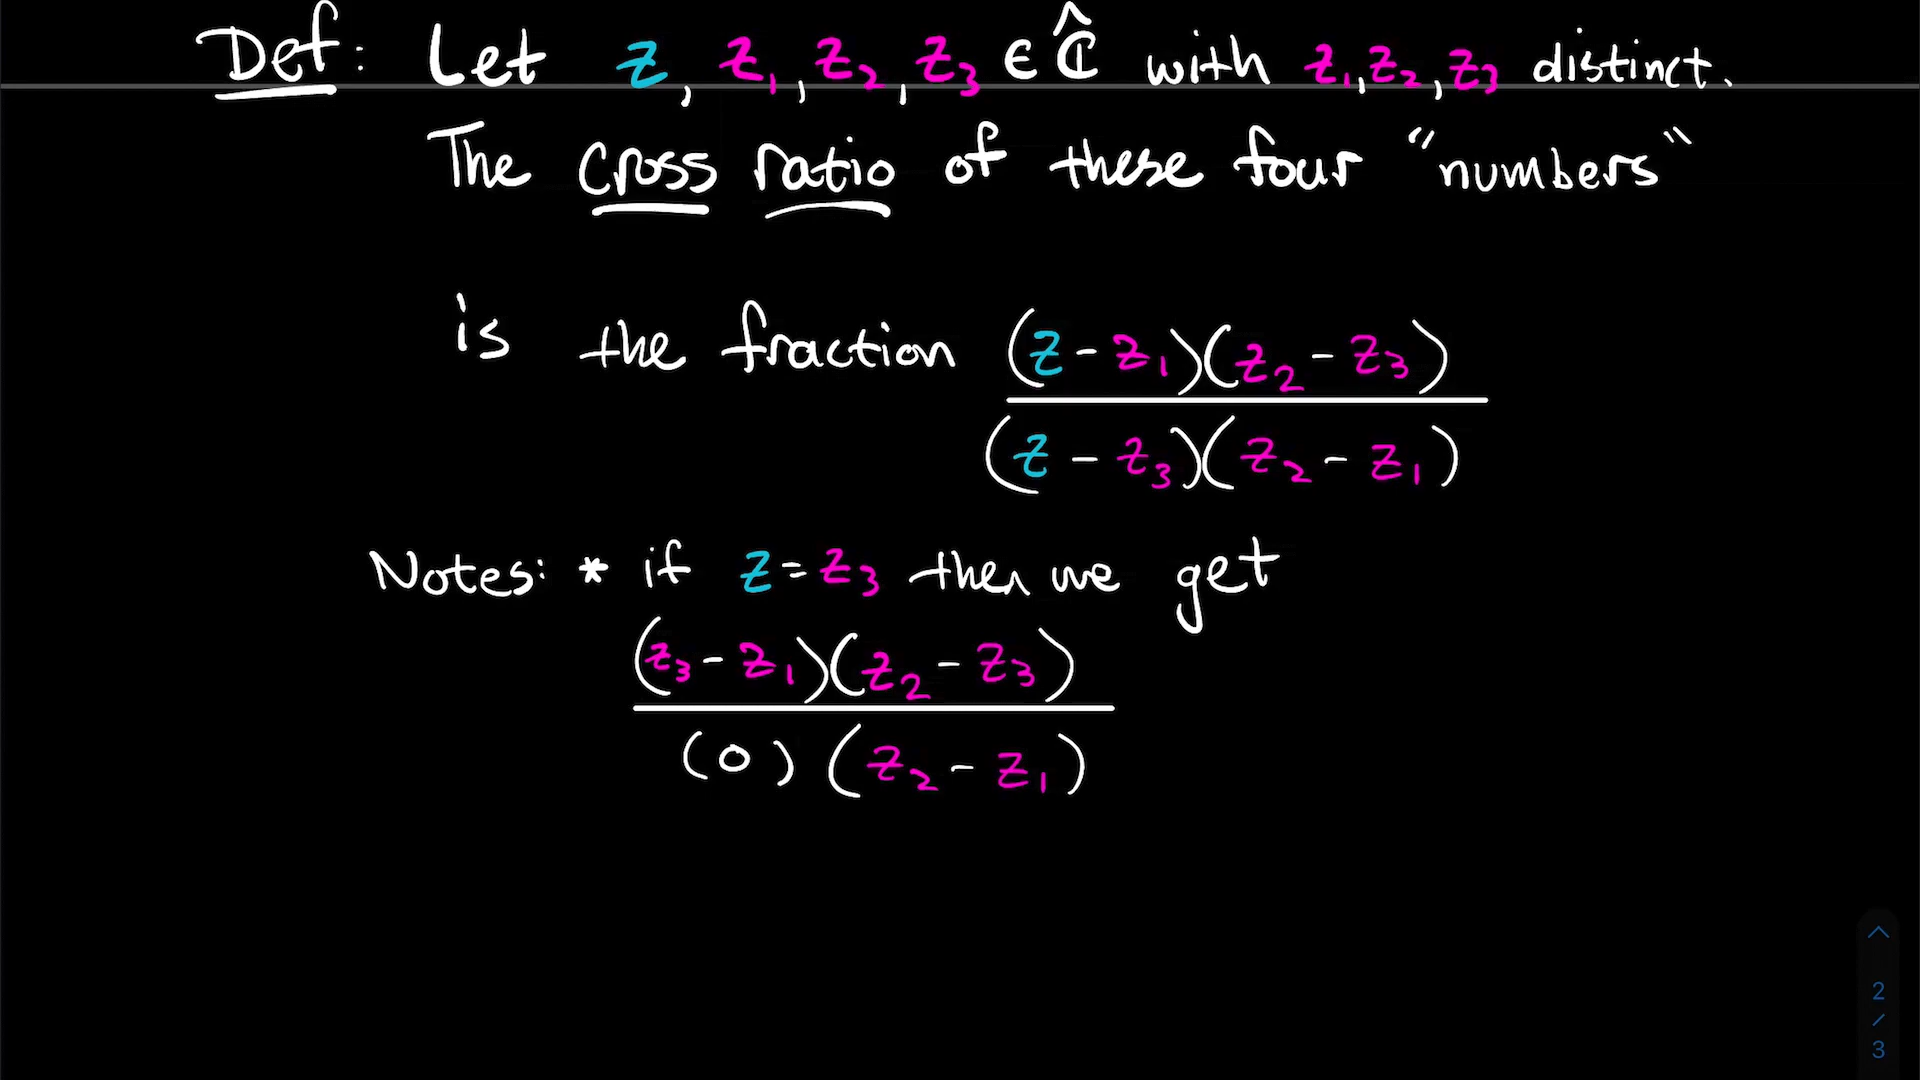 Def: Let z, z₁, z₂, z₃ ∈ Ĉ with z₁, z₂, z₃ distinct.
The cross ratio of these four "numbers"
is the fraction (z - z₁)(z₂ - z₃) / (z - z₃)(z₂ - z₁)
Notes: * if z = z₃ then we get
(z₃ - z₁)(z₂ - z₃)
(0)(z₂ - z₁)
2
/
3